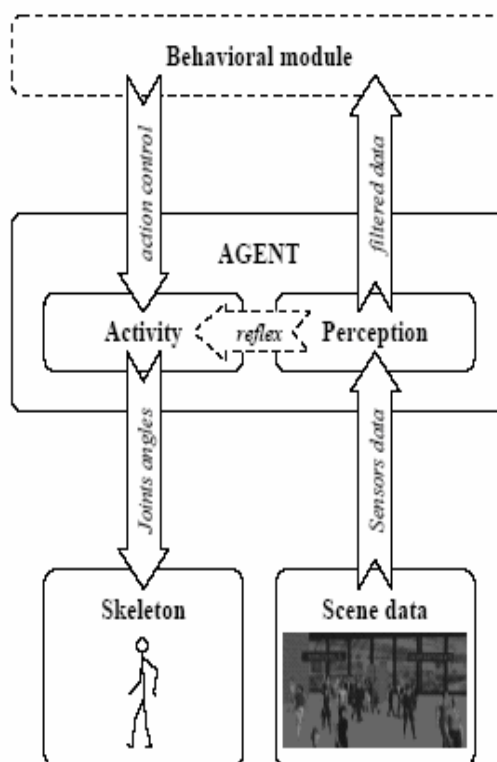 Behavioral module
action control
filtered data
AGENT
Activity
reflex
Perception
Joints angles
Sensors data
Skeleton
Scene data